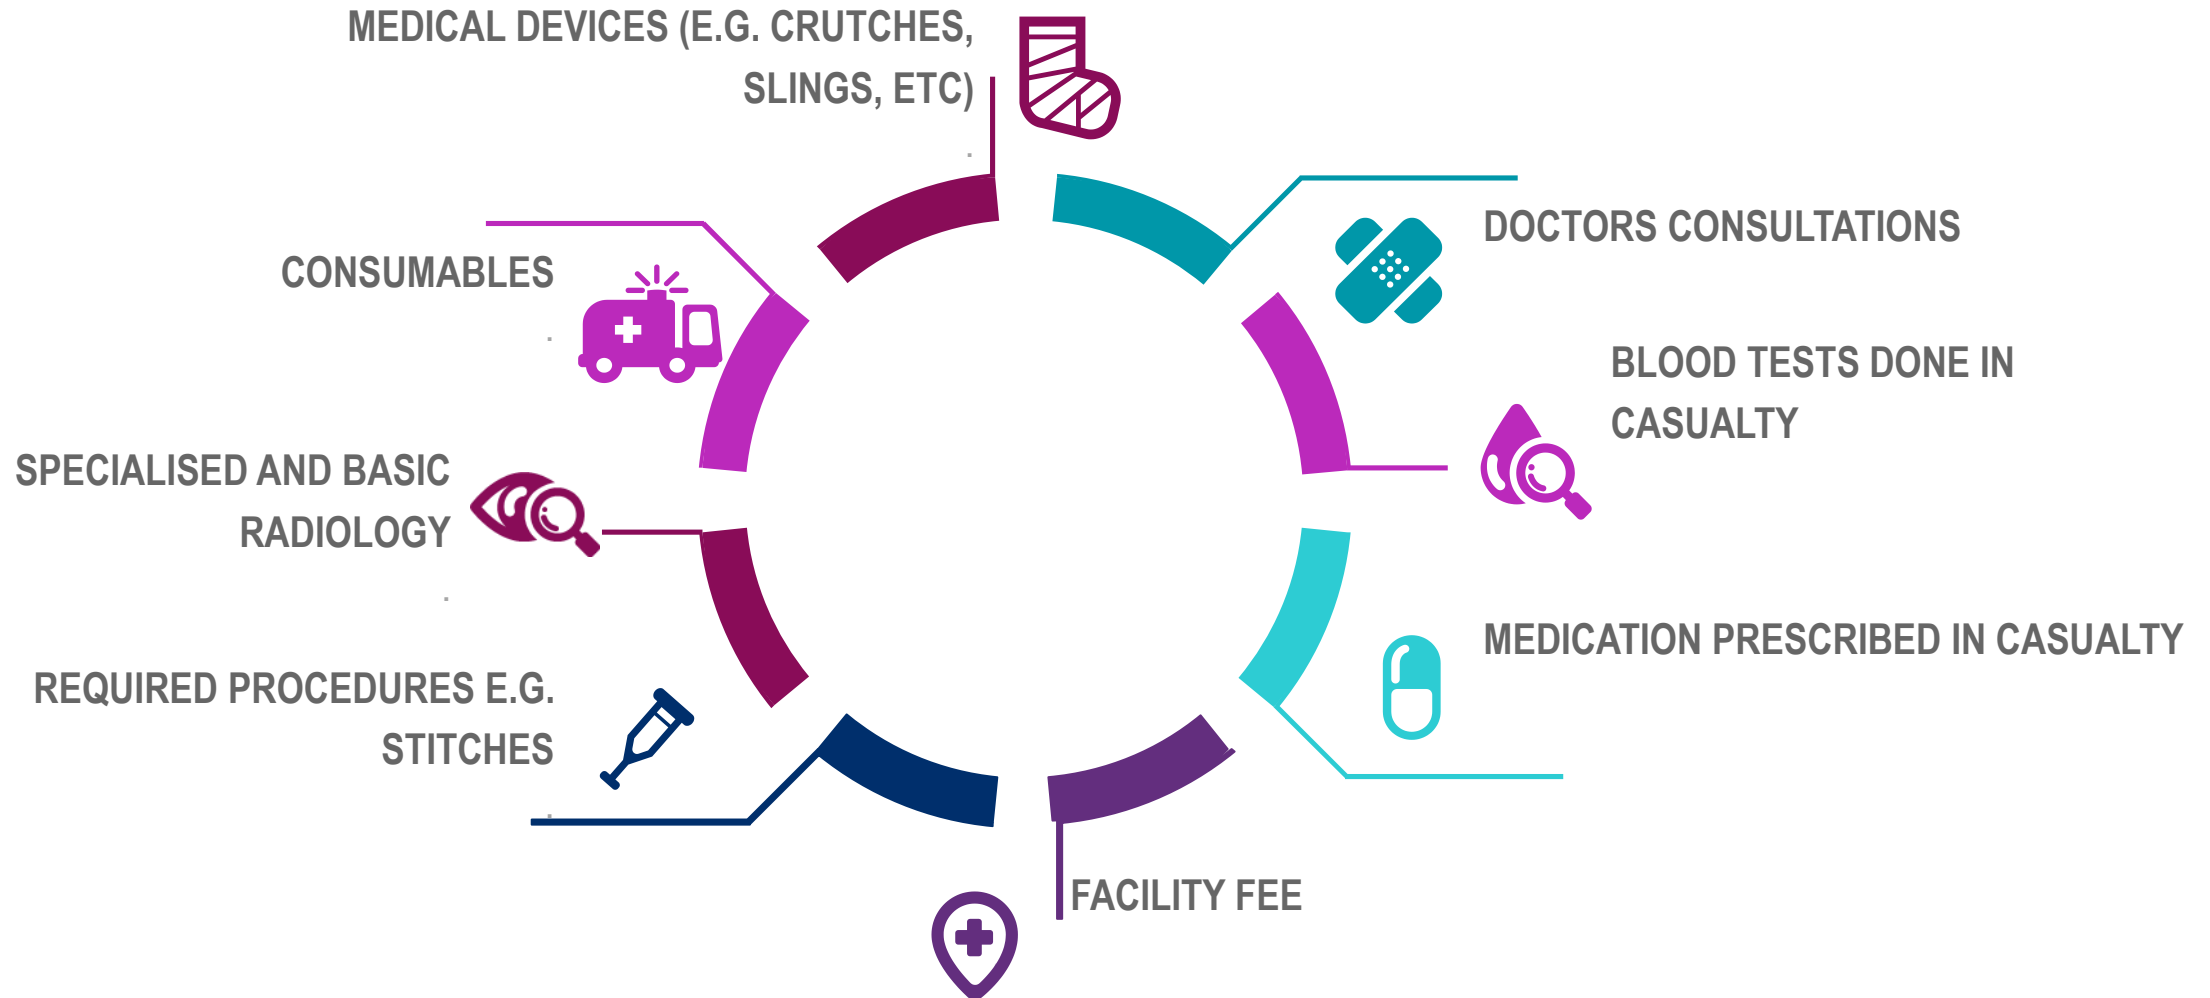 MEDICAL DEVICES (E.G. CRUTCHES,
SLINGS, ETC)
.
DOCTORS CONSULTATIONS
CONSUMABLES
.
BLOOD TESTS DONE IN
CASUALTY
SPECIALISED AND BASIC
RADIOLOGY
.
MEDICATION PRESCRIBED IN CASUALTY
REQUIRED PROCEDURES E.G.
STITCHES
.
FACILITY FEE